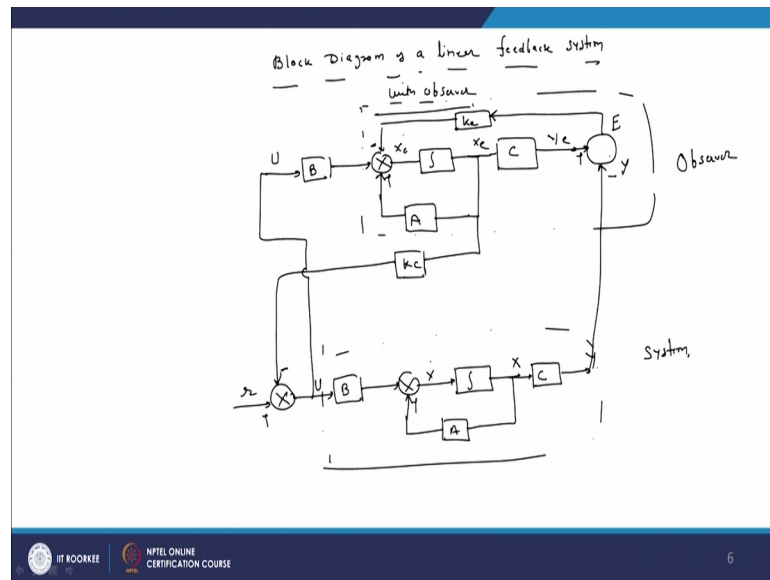 Block Diagram of a linear feedback system
with observer
Ke
E
U
B
X
ẋe
∫
xe
C
Ye
+
-
Y
Observer
A
Kc
System,
r
+
-
X
U
B
X
ẋ
∫
X
C
Y
A
IIT ROORKEE
NPTEL ONLINE
CERTIFICATION COURSE
6